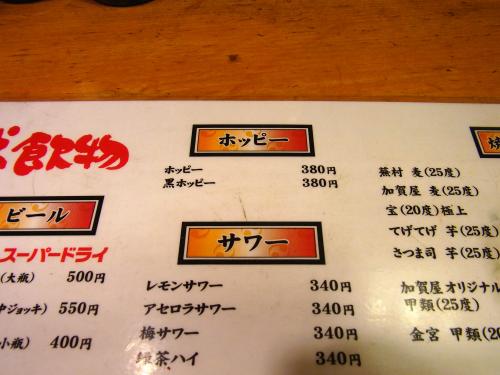 飲物
ビール
スーパードライ
(大瓶) 500円
中ジョッキ) 550円
小瓶) 400円
ホッピー
ホッピー 380円
黒ホッピー 380円
サワー
レモンサワー 340円
アセロラサワー 340円
梅サワー 340円
緑茶ハイ 340円
蕪村 麦(25度)
加賀屋 麦(25度)
宝(20度)極上
てげてげ 芋(25度)
さつま司 芋(25度)
加賀屋オリジナル
甲類(25度)
金宮 甲類(20